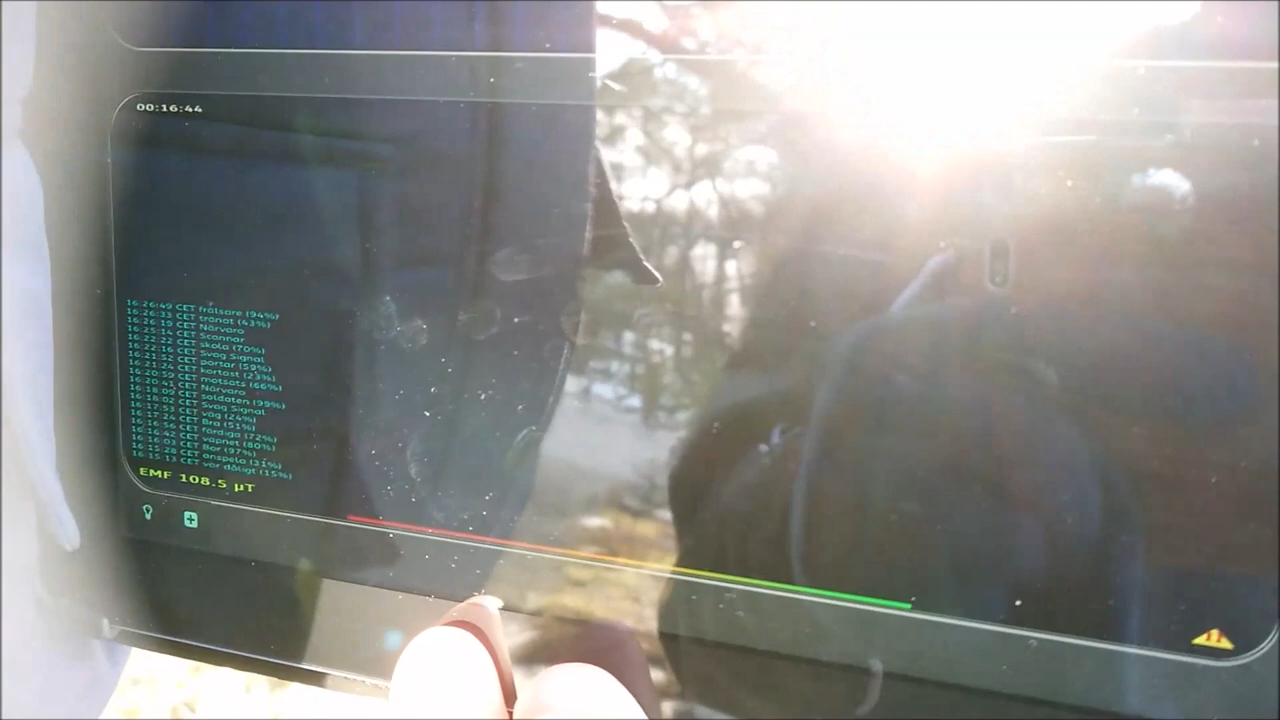 00:16:44
16:26:49 CET frälsare (94%)
16:26:33 CET tränat (43%)
16:26:19 CET Närvaro
16:25:14 CET Scannar
16:22:22 CET skola (70%)
16:22:16 CET Svag Signal
16:21:52 CET portar (59%)
16:21:24 CET kortast (23%)
16:20:59 CET motsats (66%)
16:20:41 CET Närvaro
16:18:09 CET soldaten (99%)
16:18:02 CET Svag Signal
16:17:53 CET väg (24%)
16:17:24 CET Bra (51%)
16:16:56 CET färdiga (72%)
16:16:42 CET väpnet (80%)
16:16:03 CET Bor (97%)
16:15:28 CET anspela (31%)
16:15:13 CET var dåligt (15%)
EMF 108.5 µT